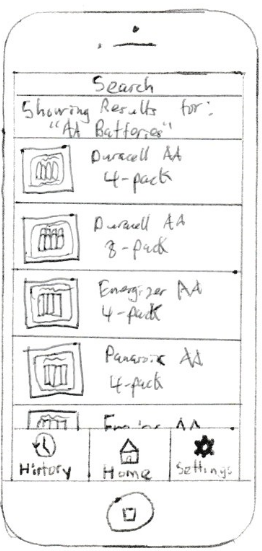 Search
Showing Results for:
"AA Batteries"
Duracell AA
4-pack
Duracell AA
8-pack
Energizer AA
4-pack
Panasonic AA
4-pack
AA
History
Home
Settings